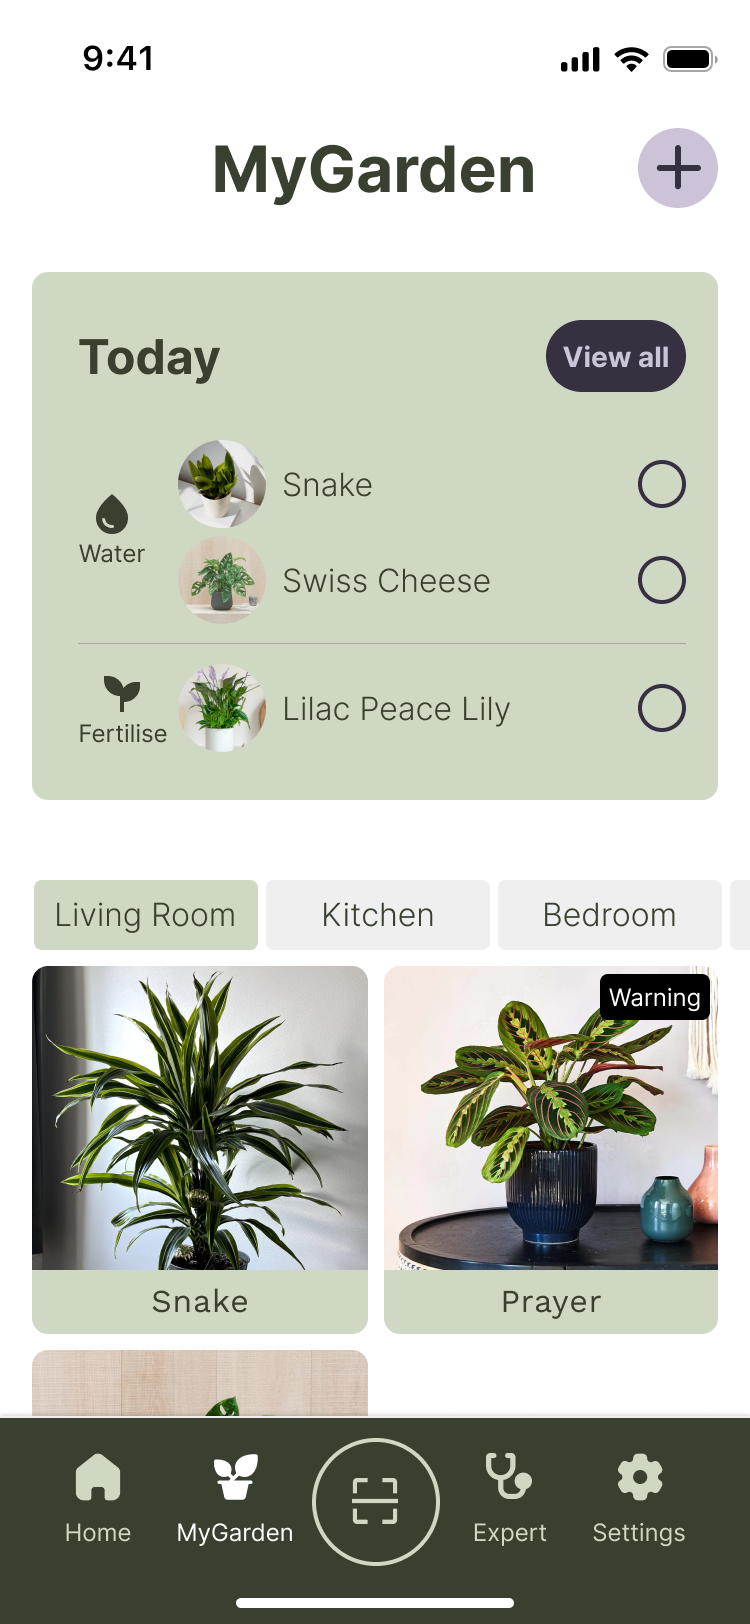 9:41
MyGarden
Today
View all
Water
Snake
Swiss Cheese
Fertilise
Lilac Peace Lily
Living Room
Kitchen
Bedroom
Warning
Snake
Prayer
Home
MyGarden
Expert
Settings